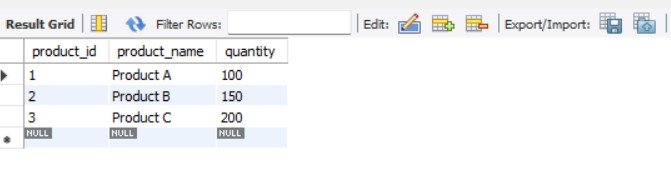 Result Grid Filter Rows: Edit: Export/Import:
product_id product_name quantity
1 Product A 100
2 Product B 150
3 Product C 200
NULL NULL NULL